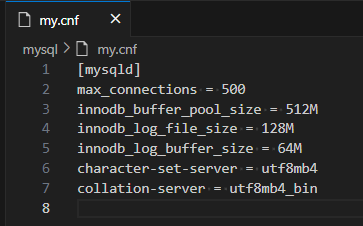 my.cnf
mysql > my.cnf
1 [mysqld]
2 max_connections = 500
3 innodb_buffer_pool_size = 512M
4 innodb_log_file_size = 128M
5 innodb_log_buffer_size = 64M
6 character-set-server = utf8mb4
7 collation-server = utf8mb4_bin
8